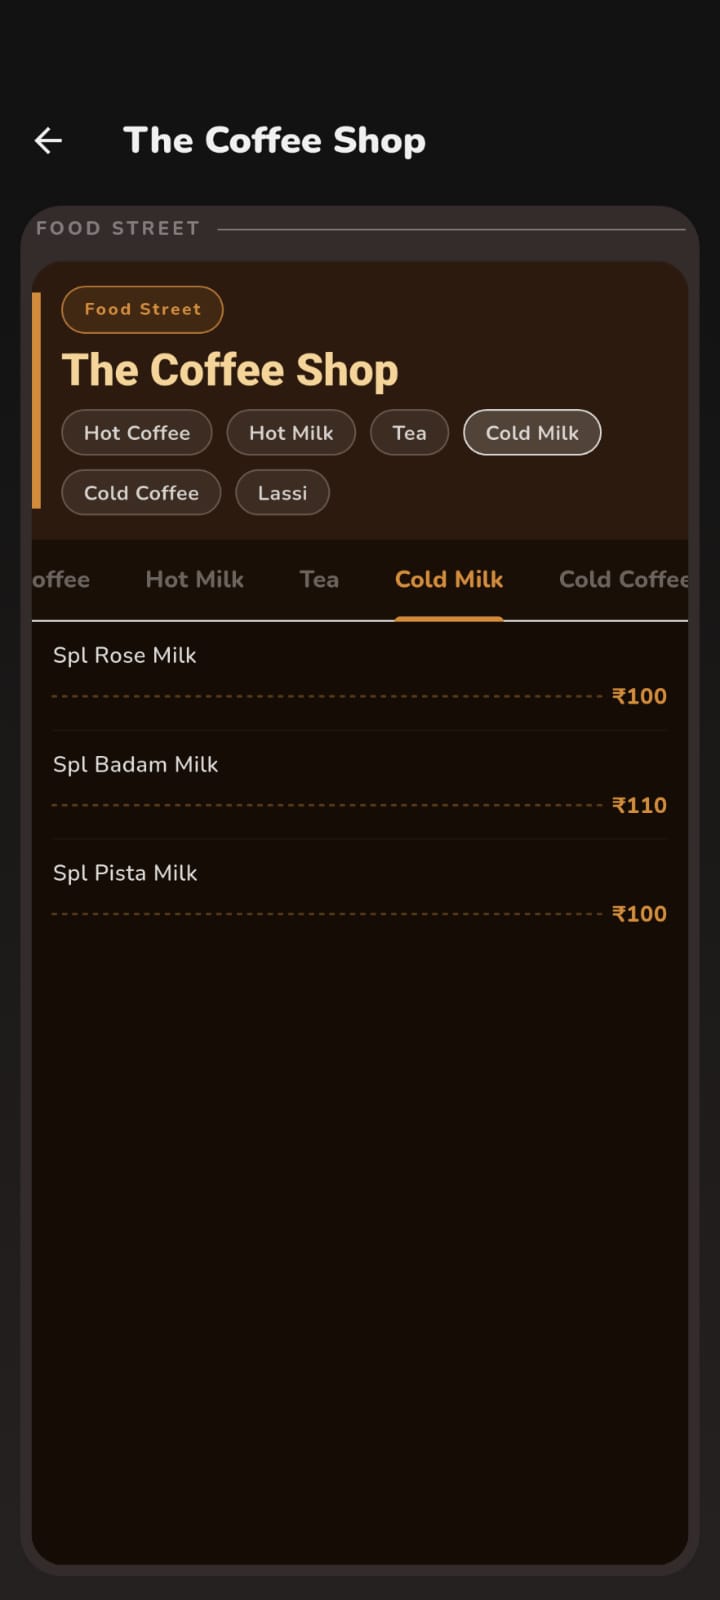 The Coffee Shop
FOOD STREET
Food Street
The Coffee Shop
Hot Coffee Hot Milk Tea Cold Milk
Cold Coffee Lassi
offee Hot Milk Tea Cold Milk Cold Coffee
Spl Rose Milk
₹100
Spl Badam Milk
₹110
Spl Pista Milk
₹100